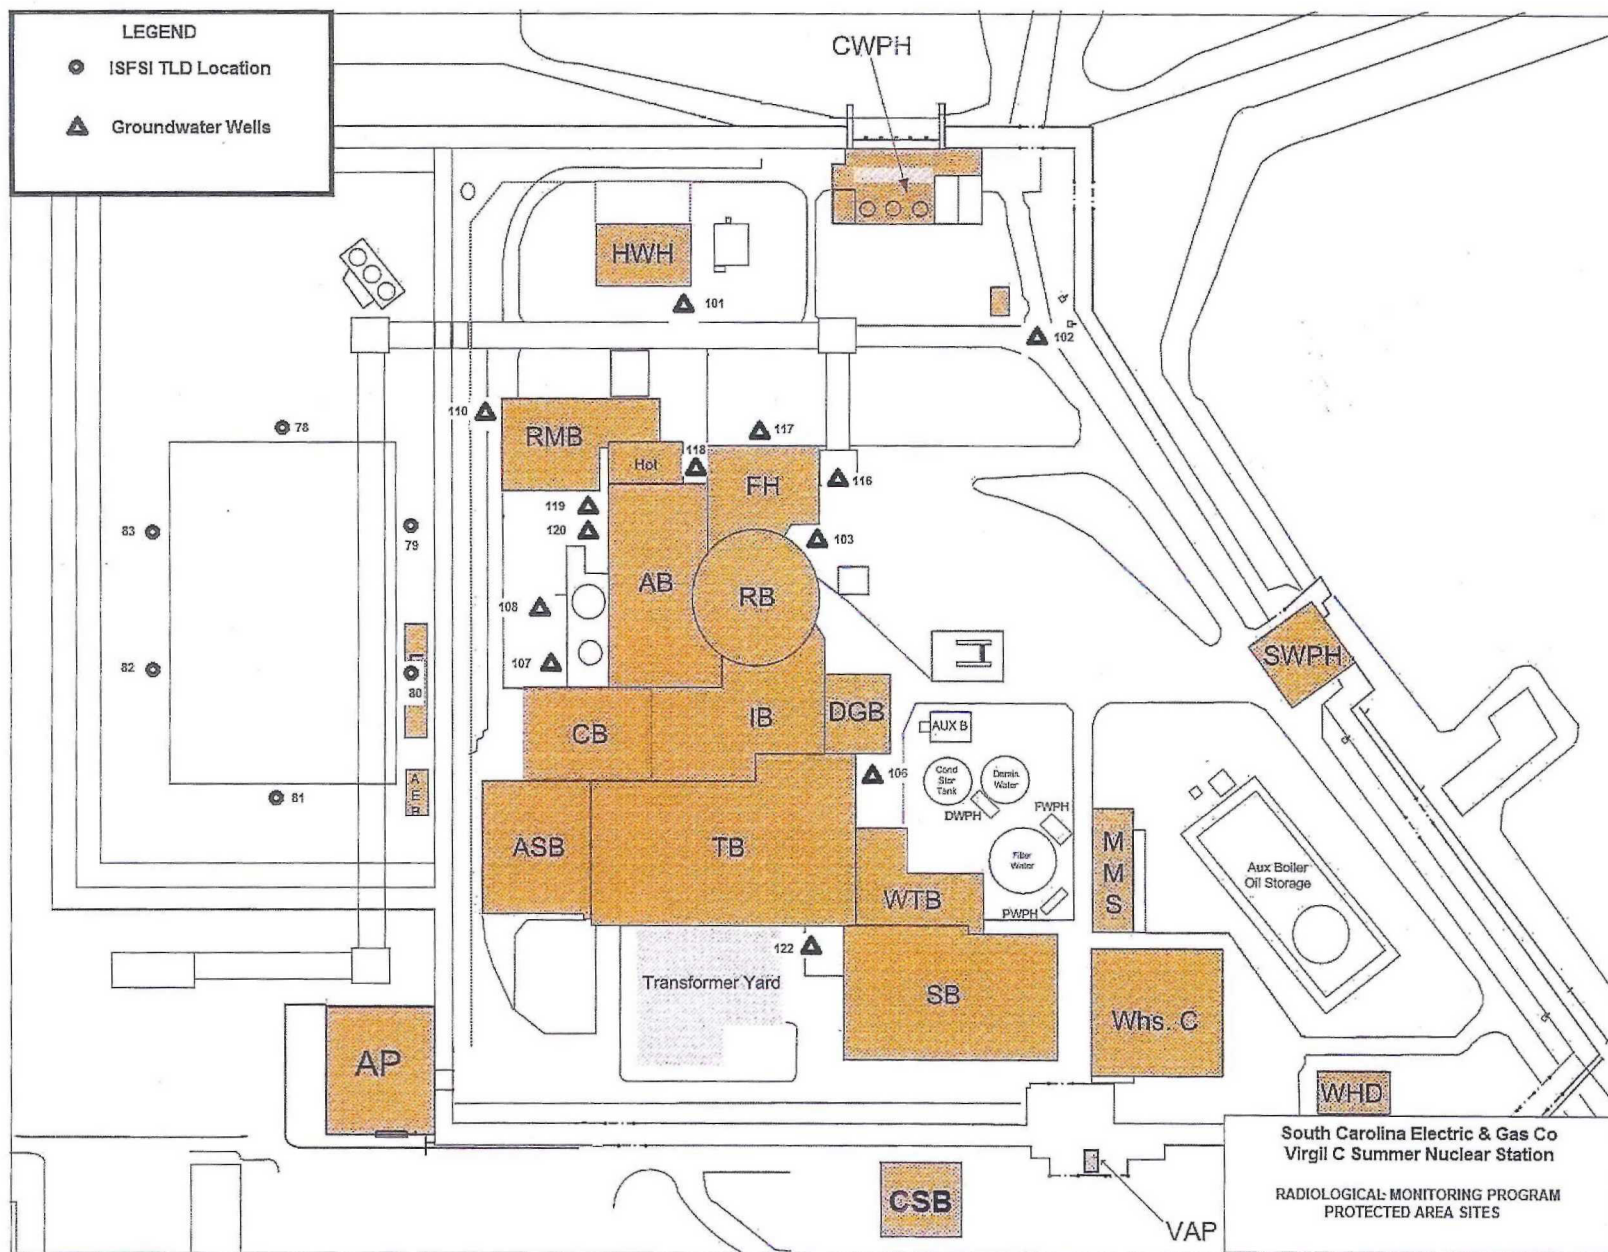 LEGEND
ISFSI TLD Location
Groundwater Wells
CWPH
HWH
101
102
110
RMB
117
78
Hot
118
FH
116
119
83
79
120
103
AB
RB
108
SWPH
107
82
80
DGB
IB
CB
AUX B
106
Cond
Stor
Tank
Demin.
Water
81
DWPH
FWPH
ASB
TB
M
M
S
Filter
Water
Aux Boiler
Oil Storage
WTB
PWPH
122
Transformer Yard
SB
Whs. C
AP
WHD
South Carolina Electric & Gas Co
Virgil C Summer Nuclear Station
RADIOLOGICAL MONITORING PROGRAM
PROTECTED AREA SITES
CSB
VAP